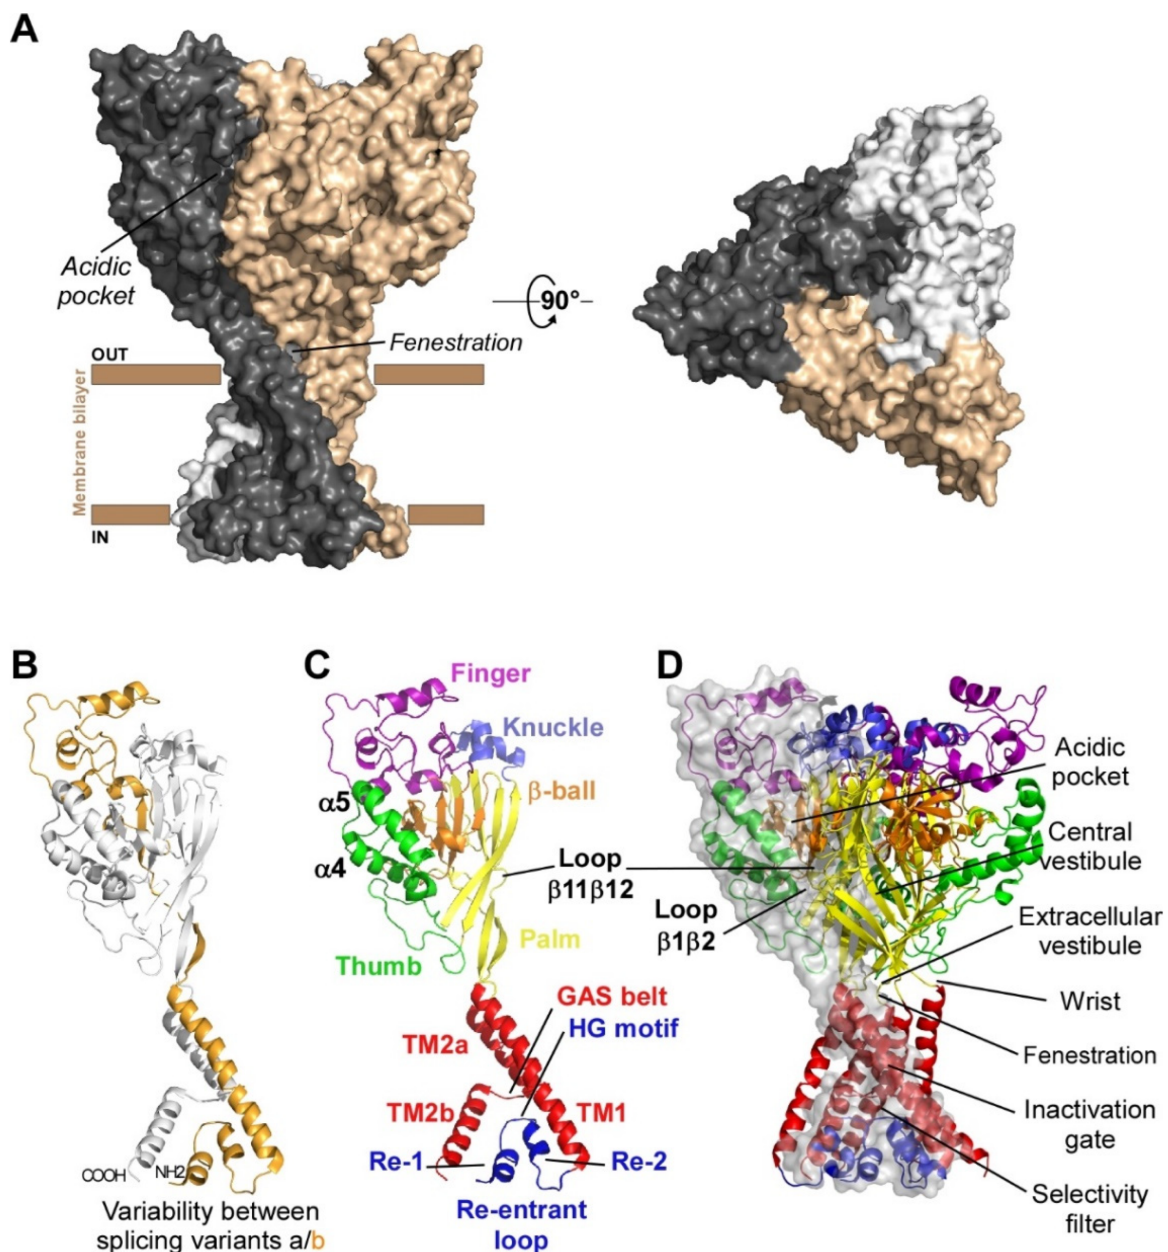 A
Acidic
pocket
Fenestration
OUT
Membrane bilayer
IN
90°
B
COOH
NH2
Variability between
splicing variants a/b
C
Finger
Knuckle
β-ball
α5
α4
Loop
β11β12
Palm
Thumb
GAS belt
HG motif
TM2a
TM2b
TM1
Re-1
Re-2
Re-entrant
loop
D
Loop
β1β2
Acidic
pocket
Central
vestibule
Extracellular
vestibule
Wrist
Fenestration
Inactivation
gate
Selectivity
filter